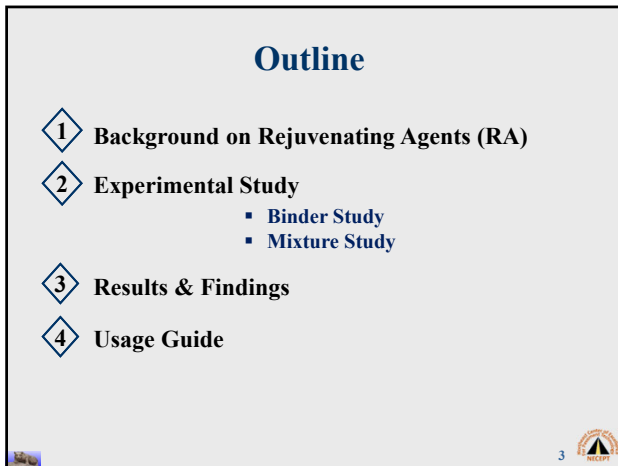 Outline
1 Background on Rejuvenating Agents (RA)
2 Experimental Study
▪ Binder Study
▪ Mixture Study
3 Results & Findings
4 Usage Guide
3
NECEPT